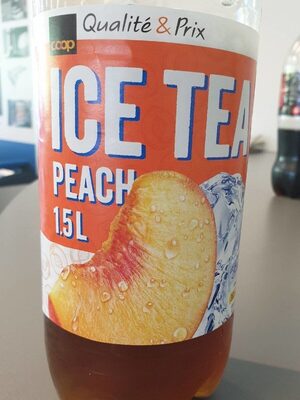 Qualité & Prix
coop
ICE TEA
PEACH
1.5L